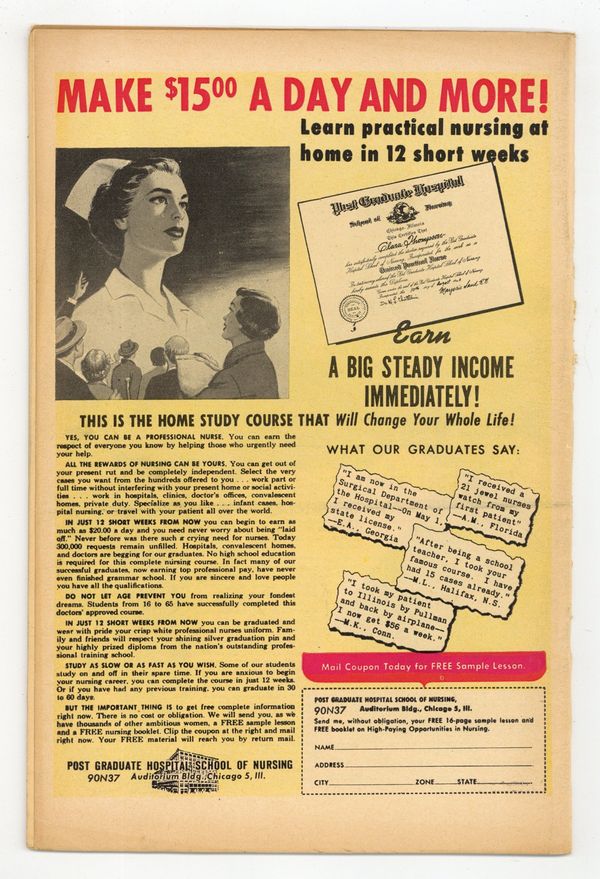 MAKE $15⁰⁰ A DAY AND MORE!
Learn practical nursing at
home in 12 short weeks
Post Graduate Hospital
School of Nursing
Chicago, Illinois
This Certifies That
Clara Thompson
Trained Practical Nurse
SEAL
Earn
A BIG STEADY INCOME
IMMEDIATELY!
THIS IS THE HOME STUDY COURSE THAT Will Change Your Whole Life!
YES, YOU CAN BE A PROFESSIONAL NURSE. You can earn the
respect of everyone you know by helping those who urgently need
your help.
ALL THE REWARDS OF NURSING CAN BE YOURS. You can get out of
your present rut and be completely independent. Select the very
cases you want from the hundreds offered to you . . . work part or
full time without interfering with your present home or social activi-
ties . . . work in hospitals, clinics, doctor's offices, convalescent
homes, private duty. Specialize as you like . . . infant cases, hos-
pital nursing, or travel with your patient all over the world.
IN JUST 12 SHORT WEEKS FROM NOW you can begin to earn as
much as $20.00 a day and you need never worry about being "laid
off." Never before was there such a crying need for nurses. Today
300,000 requests remain unfilled. Hospitals, convalescent homes,
and doctors are begging for our graduates. No high school education
is required for this complete nursing course. In fact many of our
successful graduates, now earning top professional pay, have never
even finished grammar school. If you are sincere and love people
you have all the qualifications.
DO NOT LET AGE PREVENT YOU from realizing your fondest
dreams. Students from 16 to 65 have successfully completed this
doctors' approved course.
IN JUST 12 SHORT WEEKS FROM NOW you can be graduated and
wear with pride your crisp white professional nurses uniform. Fam-
ily and friends will respect your shining silver graduation pin and
your highly prized diploma from the nation's outstanding profes-
sional training school.
STUDY AS SLOW OR AS FAST AS YOU WISH. Some of our students
study on and off in their spare time. If you are anxious to begin
your nursing career, you can complete the course in just 12 weeks.
Or if you have had any previous training, you can graduate in 30
to 60 days.
BUT THE IMPORTANT THING IS to get free complete information
right now. There is no cost or obligation. We will send you, as we
have thousands of other ambitious women, a FREE sample lesson
and a FREE nursing booklet. Clip the coupon at the right and mail
right now. Your FREE material will reach you by return mail.
POST GRADUATE HOSPITAL SCHOOL OF NURSING
90N37 Auditorium Bldg., Chicago 5, Ill.
WHAT OUR GRADUATES SAY:
"I am now in the
Surgical Department of
the Hospital—On May 1,
I received my
state license."
—E.A., Georgia
"I received a
21 jewel nurses
watch from my
first patient"
—A.M., Florida
"After being a school
teacher, I took your
famous course. I have
had 15 cases already."
—M.L., Halifax, N.S.
"I took my patient
to Illinois by Pullman
and back by airplane—
I now get $56 a week."
—M.K., Conn.
Mail Coupon Today for FREE Sample Lesson.
POST GRADUATE HOSPITAL SCHOOL OF NURSING,
90N37 Auditorium Bldg., Chicago 5, Ill.
Send me, without obligation, your FREE 16-page sample lesson and
FREE booklet on High-Paying Opportunities in Nursing.
NAME
ADDRESS
CITY ZONE STATE